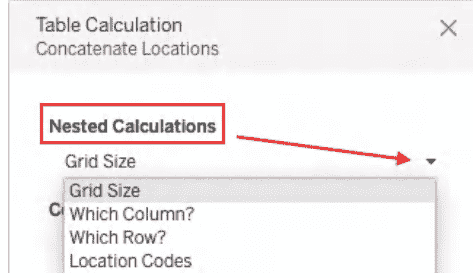 Table Calculation
Concatenate Locations
Nested Calculations
Grid Size
Grid Size
Which Column?
Which Row?
Location Codes